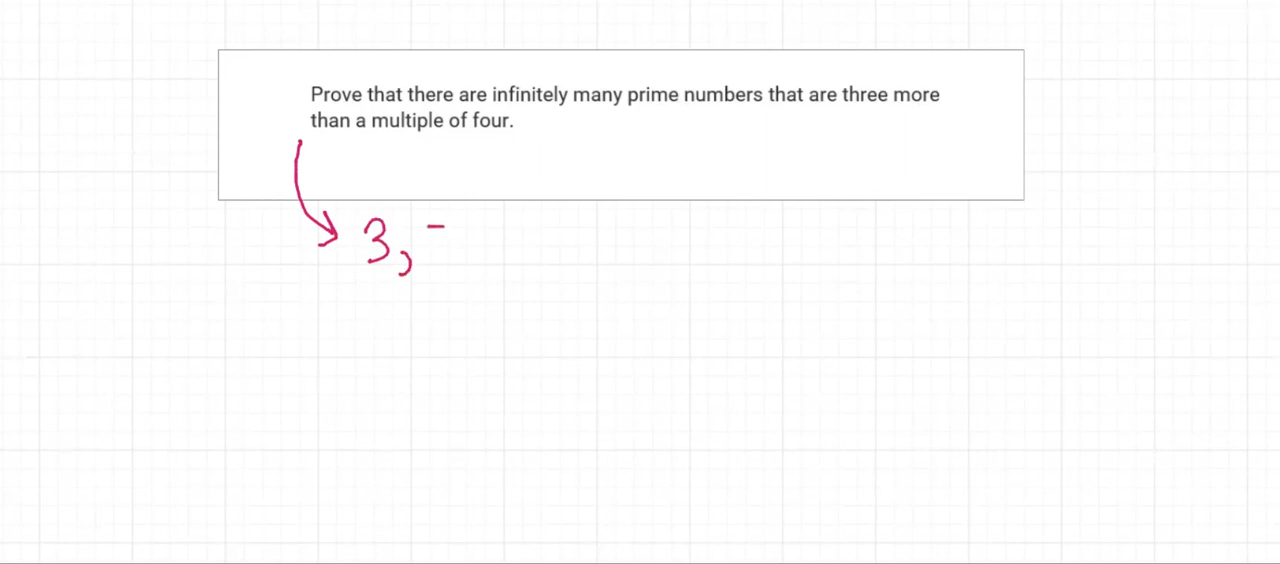 Prove that there are infinitely many prime numbers that are three more
than a multiple of four.
3,